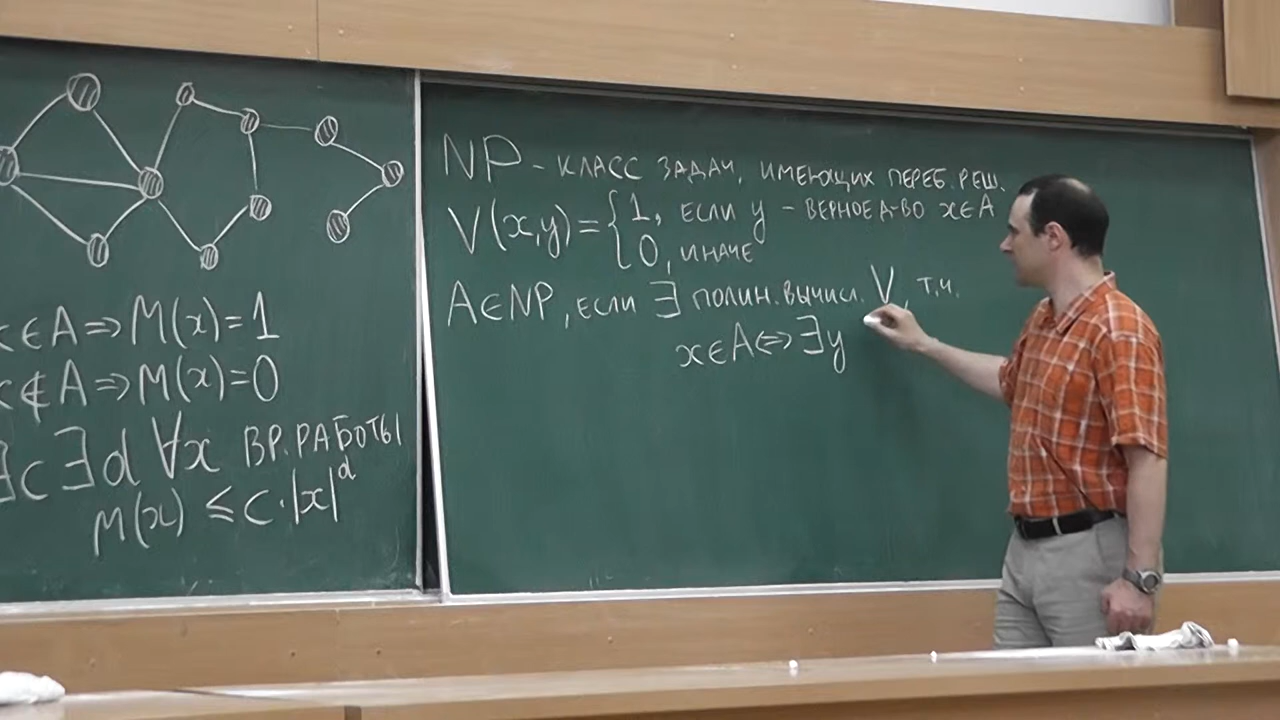 x∈A⇒M(x)=1
x∉A⇒M(x)=0
∃c∃d ∀x ВР. РАБОТЫ
M(x) ≤ c·|x|^d
NP - КЛАСС ЗАДАЧ, ИМЕЮЩИХ ПЕРЕБ. РЕШ.
V(x,y)={1, ЕСЛИ y - ВЕРНОЕ Д-ВО x∈A
0, ИНАЧЕ
A∈NP, ЕСЛИ ∃ ПОЛИН. ВЫЧИСЛ. V, Т.Ч.
x∈A⇔∃y